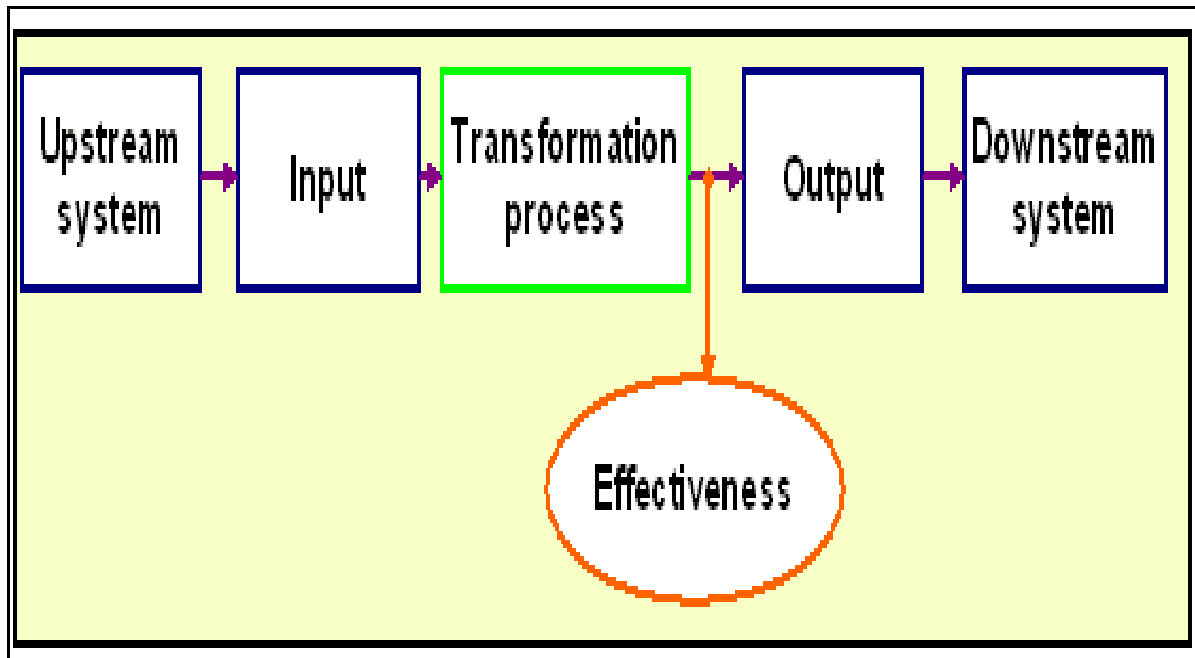 Upstream
system
Input
Transformation
process
Output
Downstream
system
Effectiveness